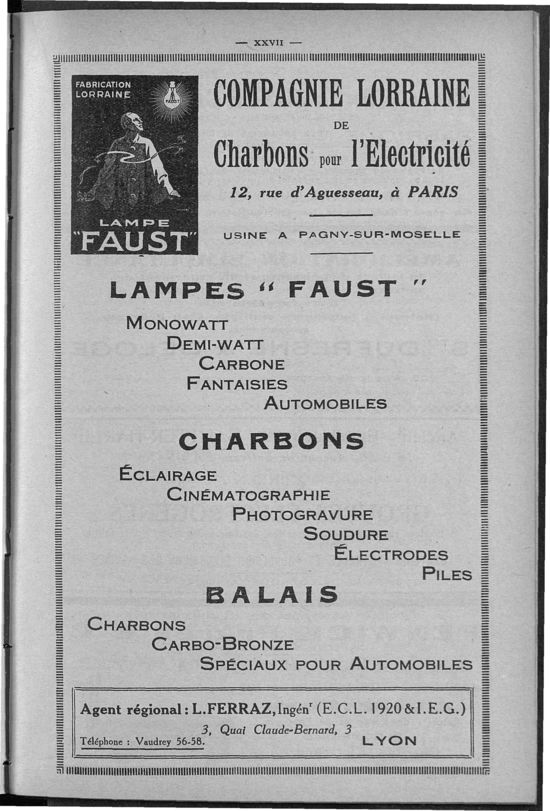 — XXVII —
FABRICATION
LORRAINE
FAUST
LAMPE
"FAUST"
COMPAGNIE LORRAINE
DE
Charbons pour l'Electricité
12, rue d'Aguesseau, à PARIS
USINE A PAGNY-SUR-MOSELLE
LAMPES “ FAUST ”
MONOWATT
DEMI-WATT
CARBONE
FANTAISIES
AUTOMOBILES
CHARBONS
ÉCLAIRAGE
CINÉMATOGRAPHIE
PHOTOGRAVURE
SOUDURE
ÉLECTRODES
PILES
BALAIS
CHARBONS
CARBO-BRONZE
SPÉCIAUX POUR AUTOMOBILES
Agent régional : L. FERRAZ, Ingénʳ (E.C.L. 1920 & I.E.G.)
3, Quai Claude-Bernard, 3
Téléphone : Vaudrey 56-58. LYON